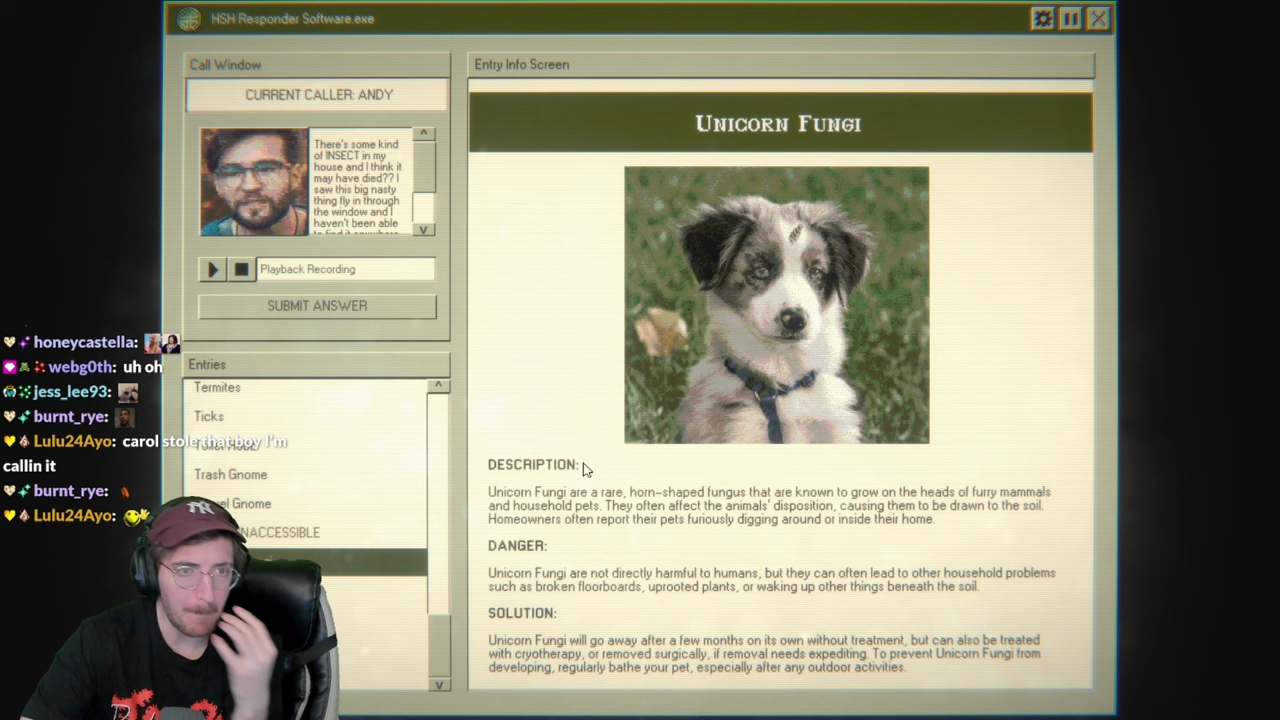 HSH Responder Software.exe
Call Window
CURRENT CALLER: ANDY
There's some kind
of INSECT in my
house and I think it
may have died?? I
saw this big nasty
thing fly in through
the window and I
haven't been able
to find it anywhere
Playback Recording
SUBMIT ANSWER
Entries
Termites
Ticks
Trash Gnome
Gnome
Entry Info Screen
Unicorn Fungi
DESCRIPTION:
Unicorn Fungi are a rare, horn-shaped fungus that are known to grow on the heads of furry mammals
and household pets. They often affect the animals' disposition, causing them to be drawn to the soil.
Homeowners often report their pets furiously digging around or inside their home.
DANGER:
Unicorn Fungi are not directly harmful to humans, but they can often lead to other household problems
such as broken floorboards, uprooted plants, or waking up other things beneath the soil.
SOLUTION:
Unicorn Fungi will go away after a few months on its own without treatment, but can also be treated
with cryotherapy, or removed surgically, if removal needs expediting. To prevent Unicorn Fungi from
developing, regularly bathe your pet, especially after any outdoor activities.
honeycastella:
webg0th: uh oh
jess_lee93:
burnt_rye:
Lulu24Ayo: carol stole that boy I'm
callin it
burnt_rye:
Lulu24Ayo: